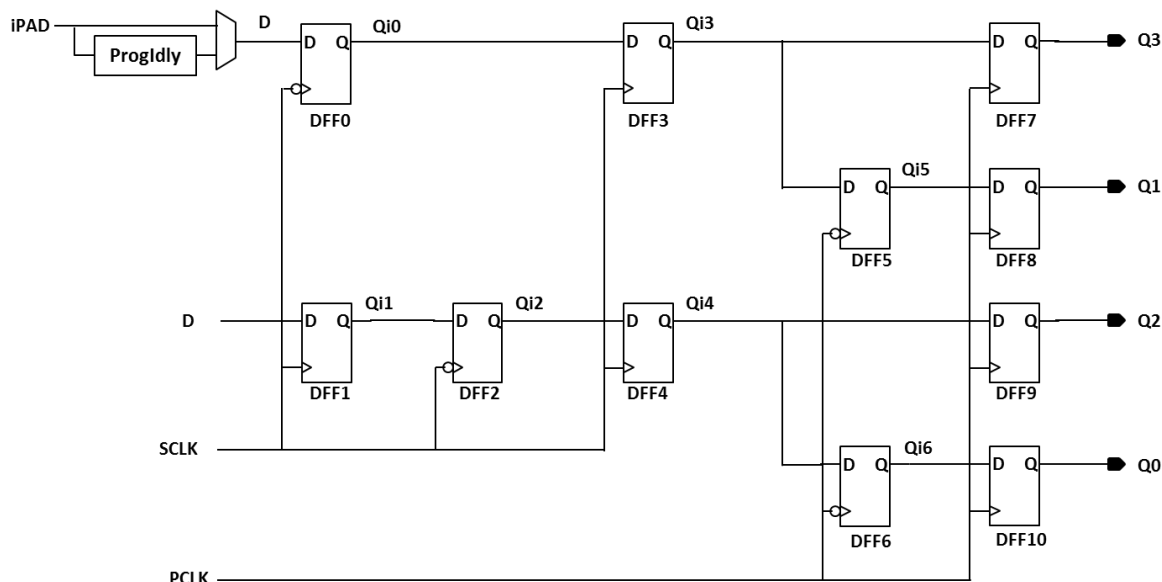 iPAD
D
ProgIdly
D Q
DFF0
Qi0
D Q
DFF3
Qi3
D Q
DFF7
Q3
D Q
DFF5
Qi5
D Q
DFF8
Q1
D
D Q
DFF1
Qi1
D Q
DFF2
Qi2
D Q
DFF4
Qi4
D Q
DFF9
Q2
SCLK
D Q
DFF6
Qi6
D Q
DFF10
Q0
PCLK